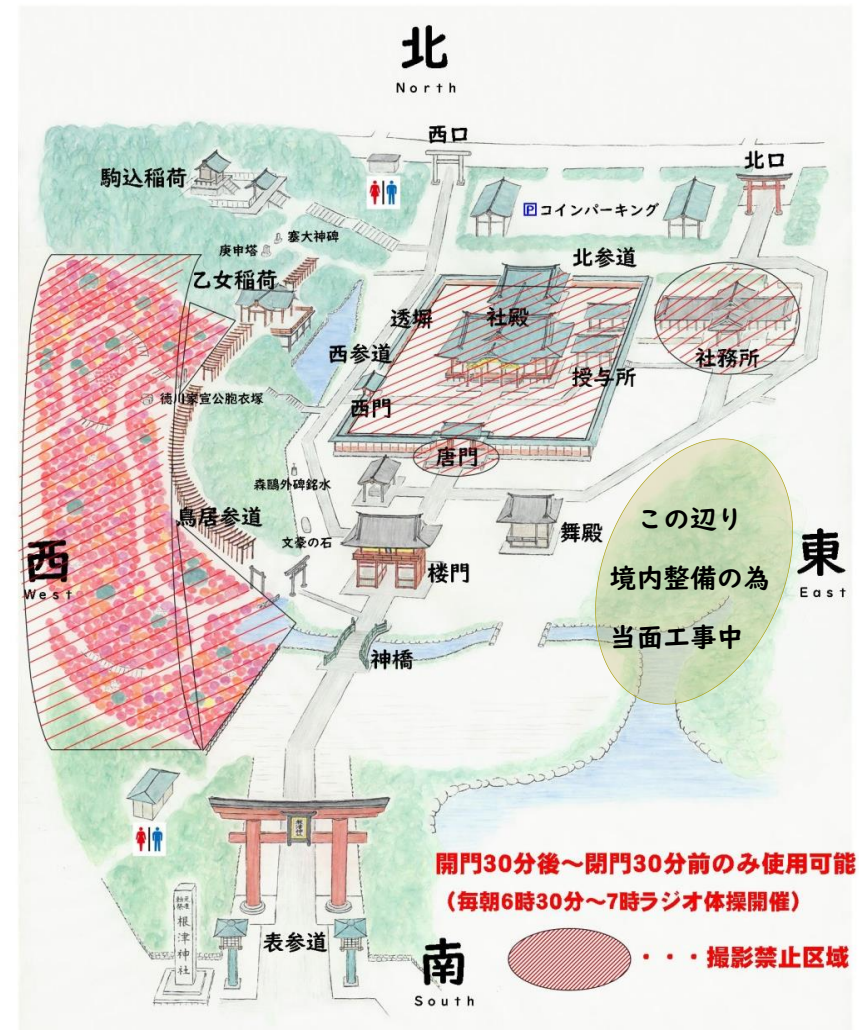 北
North
西口
北口
駒込稲荷
P コインパーキング
塞大神碑
庚申塔
北参道
乙女稲荷
透塀
社殿
西参道
授与所
社務所
徳川家宣公胞衣塚
西門
唐門
森鷗外碑銘水
鳥居参道
文豪の石
舞殿
この辺り
境内整備の為
当面工事中
西
West
東
East
楼門
神橋
根津神社
開門30分後～閉門30分前のみ使用可能
（毎朝6時30分～7時ラジオ体操開催）
根津神社
表参道
南
South
・・・撮影禁止区域